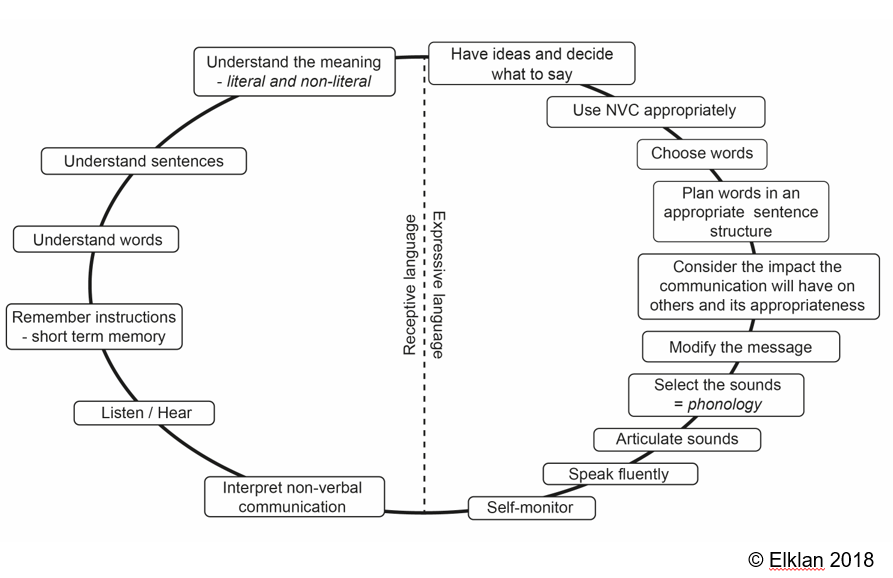 Understand the meaning
- literal and non-literal
Understand sentences
Understand words
Remember instructions
- short term memory
Listen / Hear
Interpret non-verbal
communication
Receptive language
Expressive language
Have ideas and decide
what to say
Use NVC appropriately
Choose words
Plan words in an
appropriate sentence
structure
Consider the impact the
communication will have on
others and its appropriateness
Modify the message
Select the sounds
= phonology
Articulate sounds
Speak fluently
Self-monitor
© Elklan 2018